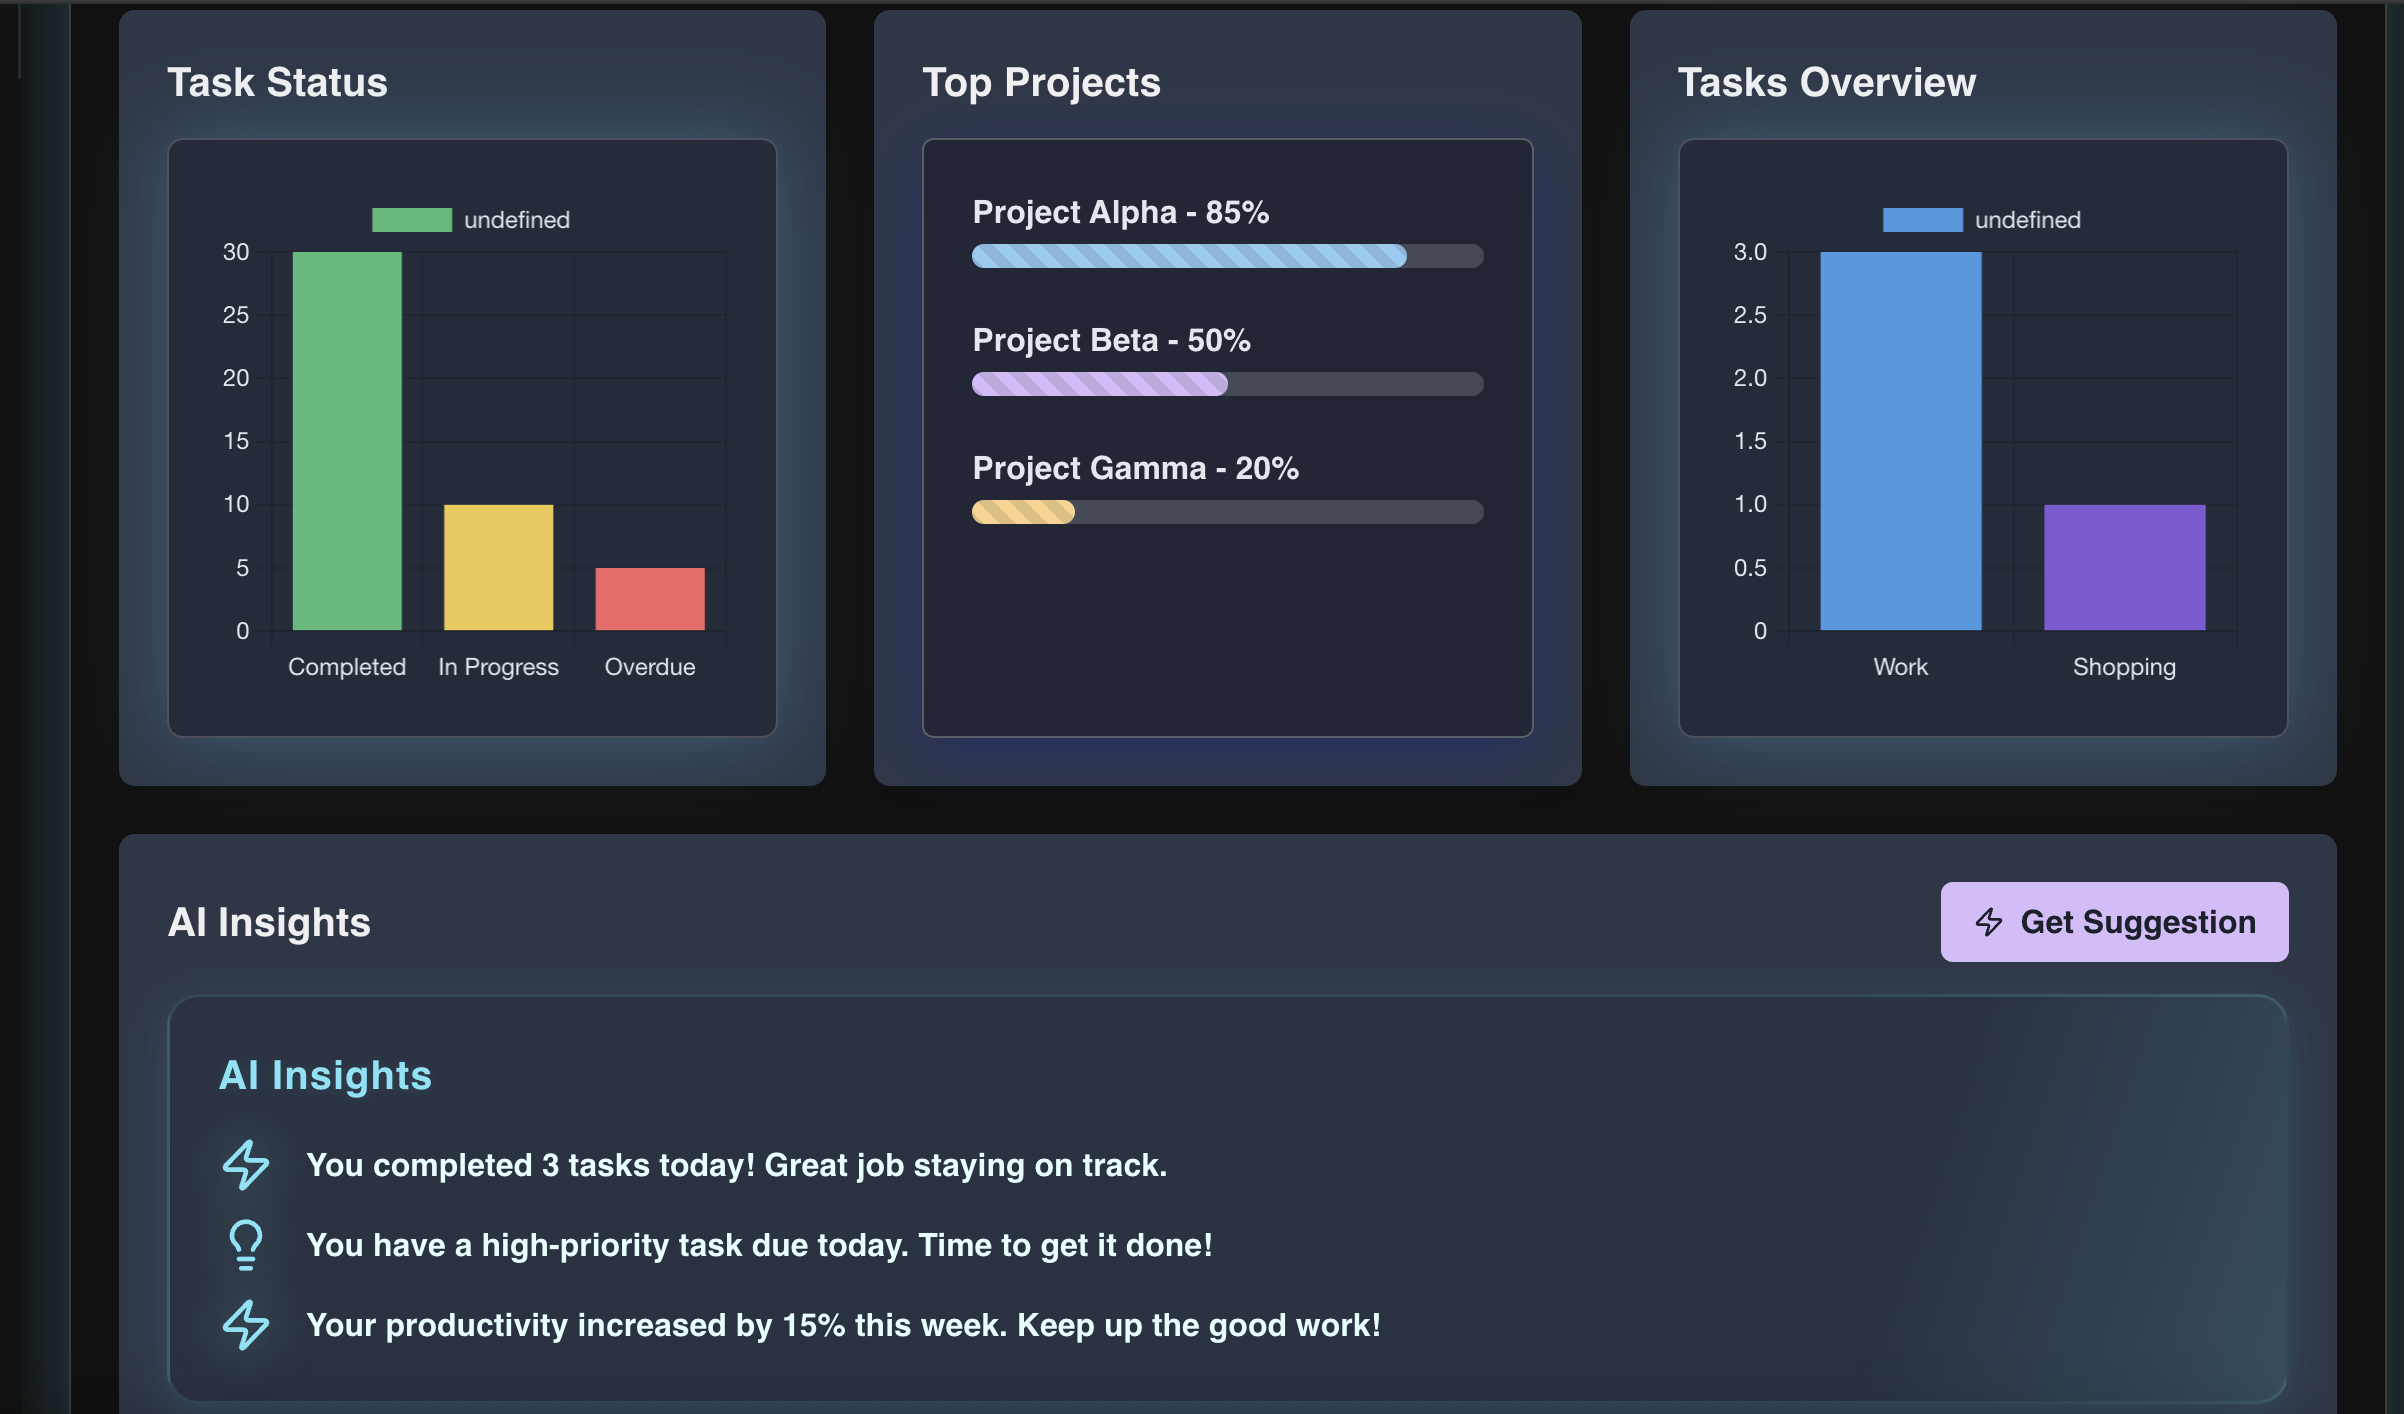 Task Status
undefined
30
25
20
15
10
5
0
Completed
In Progress
Overdue
Top Projects
Project Alpha - 85%
Project Beta - 50%
Project Gamma - 20%
Tasks Overview
undefined
3.0
2.5
2.0
1.5
1.0
0.5
0
Work
Shopping
AI Insights
Get Suggestion
AI Insights
You completed 3 tasks today! Great job staying on track.
You have a high-priority task due today. Time to get it done!
Your productivity increased by 15% this week. Keep up the good work!